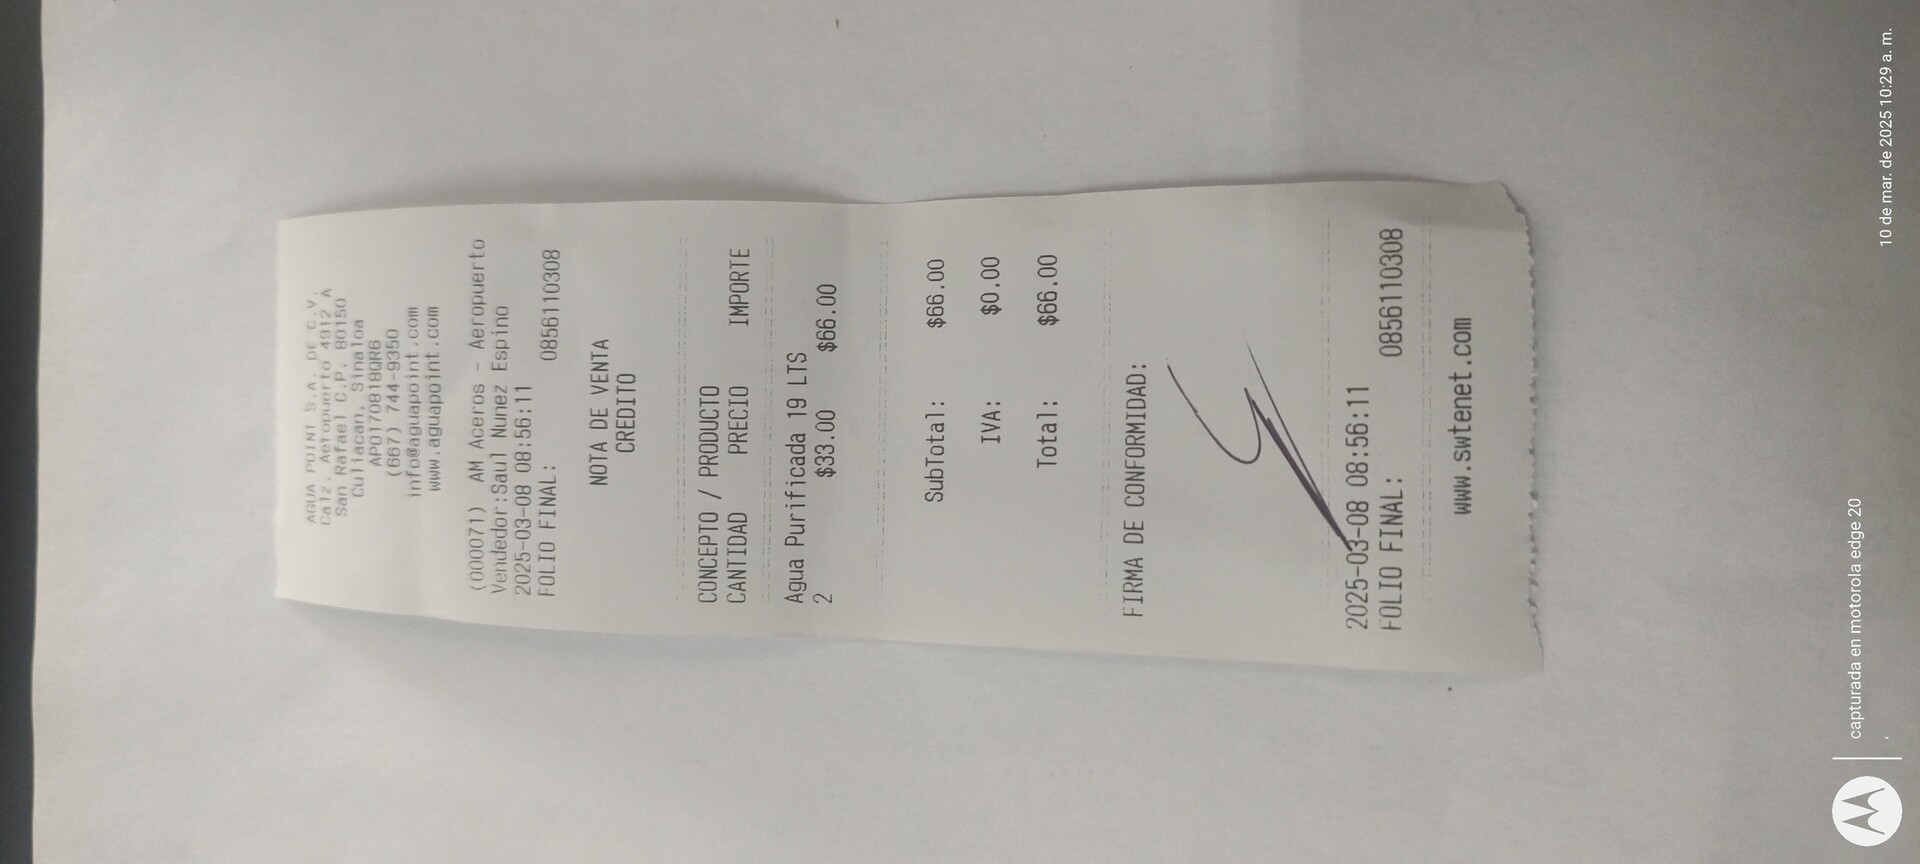 AGUA POINT S.A. DE C.V.
Calz. Aeropuerto 4912 A
San Rafael C.P. 80150
Culiacan, Sinaloa
APO170818QR6
(667) 744-9350
info@aguapoint.com
www.aguapoint.com
(000071) AM Aceros - Aeropuerto
Vendedor:Saul Nunez Espino
2025-03-08 08:56:11
FOLIO FINAL: 0856110308
NOTA DE VENTA
CREDITO
CONCEPTO / PRODUCTO
CANTIDAD PRECIO IMPORTE
Agua Purificada 19 LTS
2 $33.00 $66.00
SubTotal: $66.00
IVA: $0.00
Total: $66.00
FIRMA DE CONFORMIDAD:
2025-03-08 08:56:11
FOLIO FINAL: 0856110308
www.swtenet.com
capturada en motorola edge 20
10 de mar. de 2025 10:29 a. m.